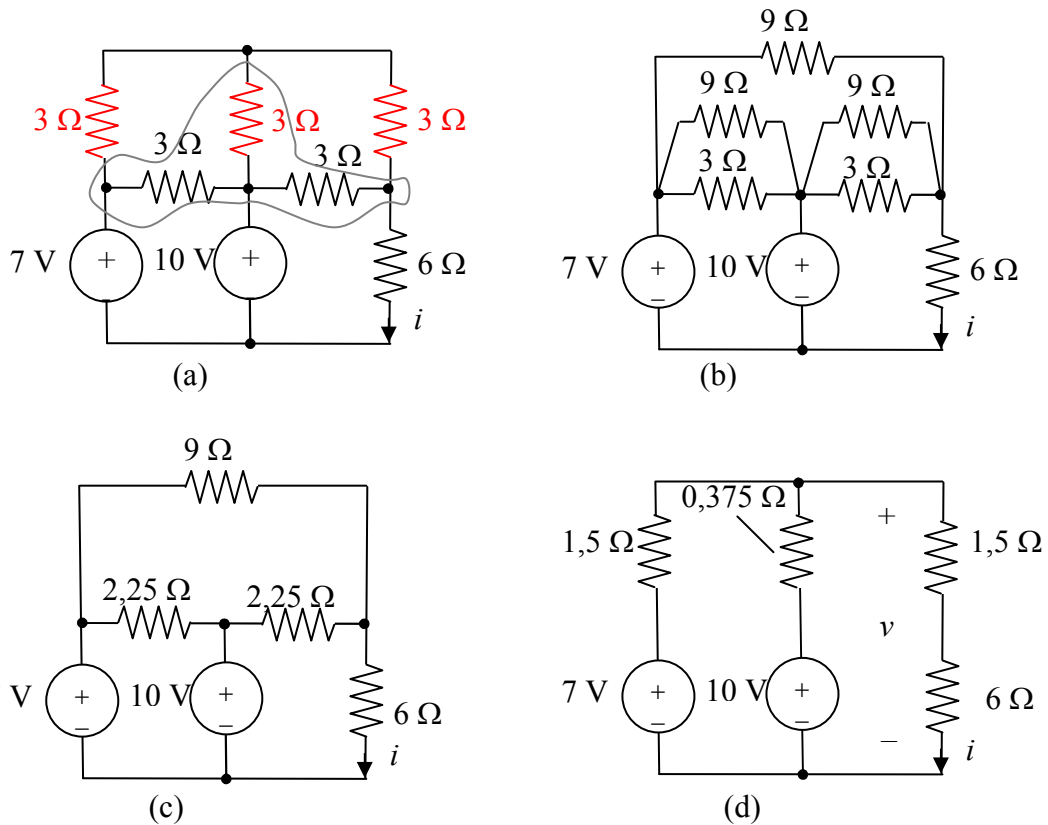 3 Ω
3 Ω
3 Ω
3 Ω
3 Ω
7 V
+
–
10 V
+
6 Ω
i
(a)
9 Ω
9 Ω
9 Ω
3 Ω
3 Ω
7 V
+
–
10 V
+
–
6 Ω
i
(b)
9 Ω
2,25 Ω
2,25 Ω
V
+
–
10 V
+
–
6 Ω
i
(c)
0,375 Ω
+
1,5 Ω
1,5 Ω
v
7 V
+
–
10 V
+
–
6 Ω
–
i
(d)